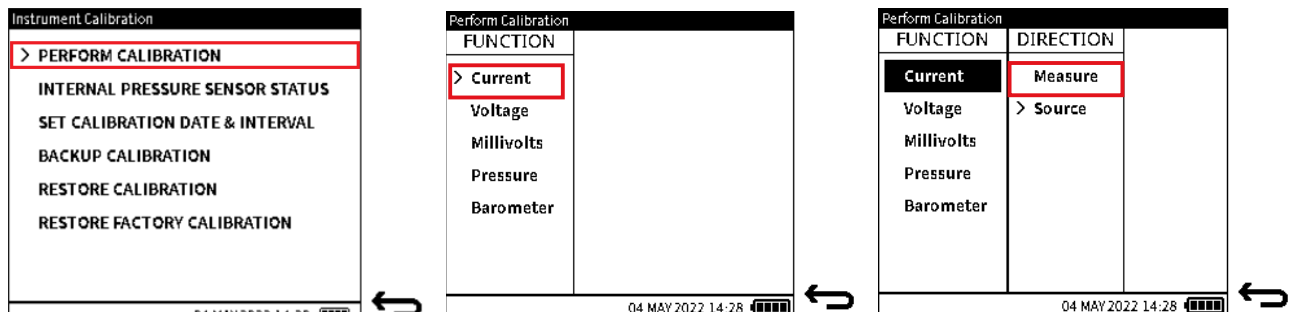 Instrument Calibration
> PERFORM CALIBRATION
INTERNAL PRESSURE SENSOR STATUS
SET CALIBRATION DATE & INTERVAL
BACKUP CALIBRATION
RESTORE CALIBRATION
RESTORE FACTORY CALIBRATION
Perform Calibration
FUNCTION
> Current
Voltage
Millivolts
Pressure
Barometer
04 MAY 2022 14:28
Perform Calibration
FUNCTION DIRECTION
Current Measure
Voltage > Source
Millivolts
Pressure
Barometer
04 MAY 2022 14:28